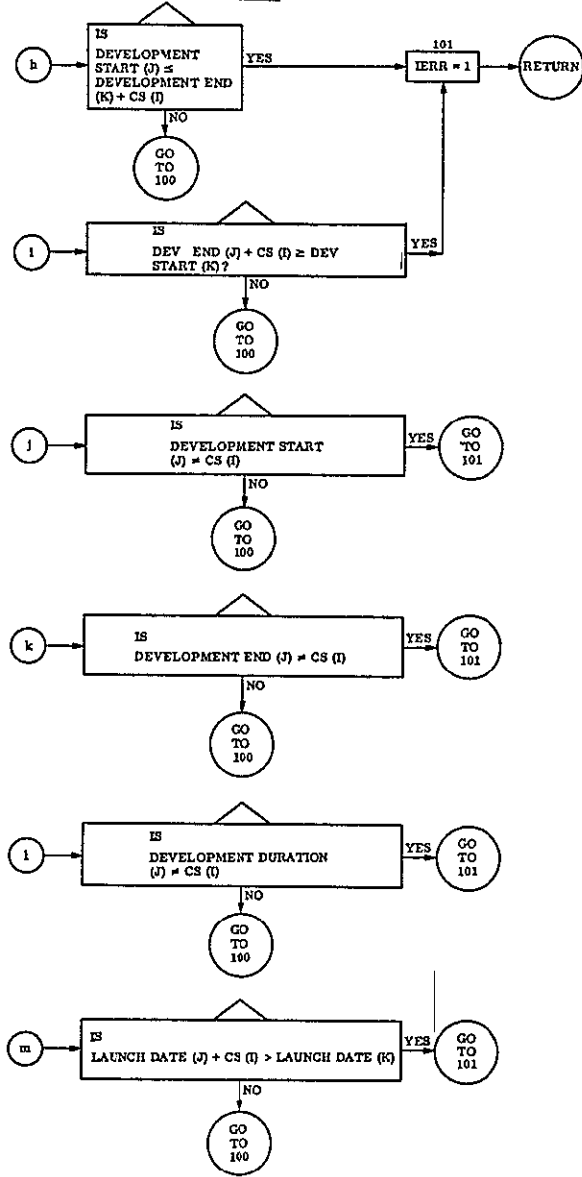 IS
DEVELOPMENT
START (J) ≤
DEVELOPMENT END
(K) + CS (I)
h
YES
101
IERR = 1
RETURN
NO
GO
TO
100
IS
DEV END (J) + CS (I) ≥ DEV
START (K)?
i
YES
NO
GO
TO
100
IS
DEVELOPMENT START
(J) ≠ CS (I)
j
YES
GO
TO
101
NO
GO
TO
100
IS
DEVELOPMENT END (J) ≠ CS (I)
k
YES
GO
TO
101
NO
GO
TO
100
IS
DEVELOPMENT DURATION
(J) ≠ CS (I)
l
YES
GO
TO
101
NO
GO
TO
100
IS
LAUNCH DATE (J) + CS (I) > LAUNCH DATE (K)
m
YES
GO
TO
101
NO
GO
TO
100